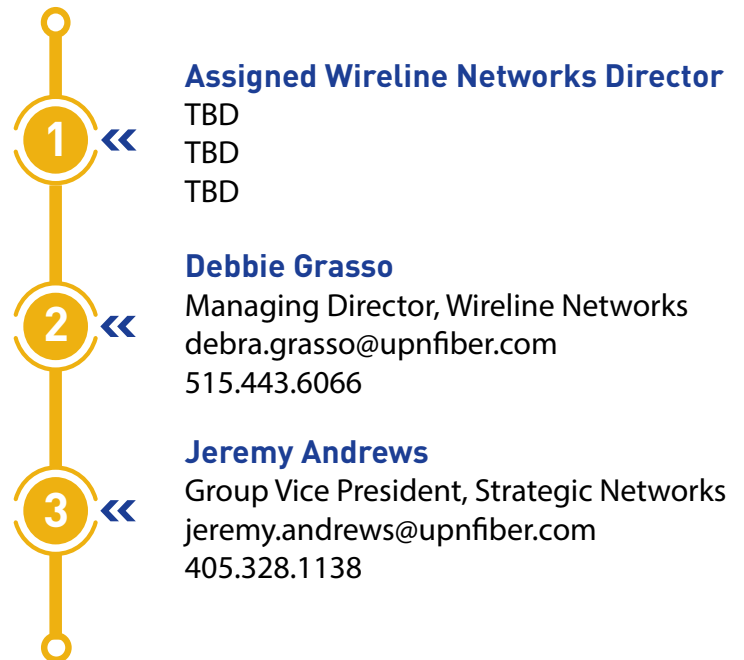 1
Assigned Wireline Networks Director
TBD
TBD
TBD
2
Debbie Grasso
Managing Director, Wireline Networks
debra.grasso@upnfiber.com
515.443.6066
3
Jeremy Andrews
Group Vice President, Strategic Networks
jeremy.andrews@upnfiber.com
405.328.1138